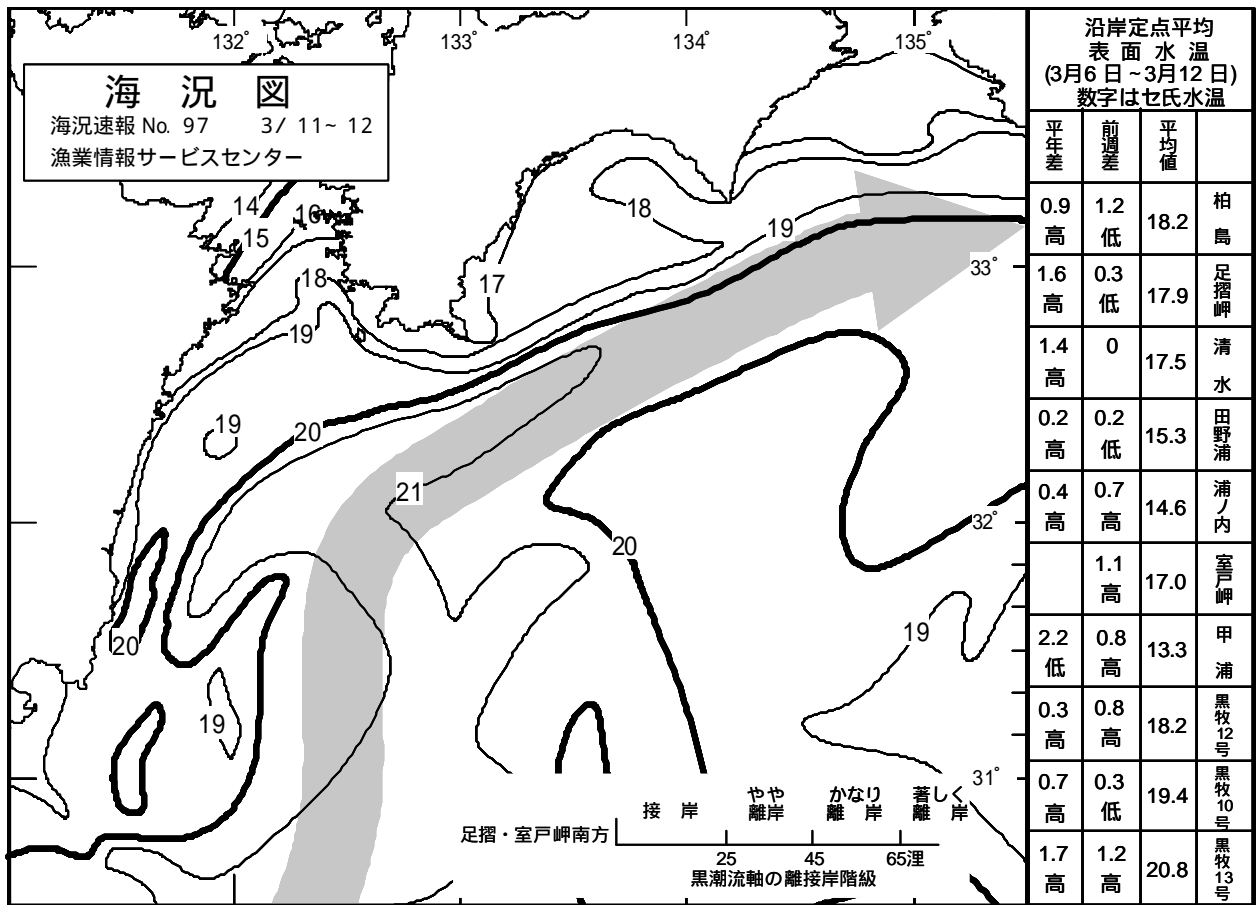 132°
133°
134°
135°
海 況 図
海況速報 No. 97 3/ 11~ 12
漁業情報サービスセンター
14
16
15
18
19
17
18
19
33°
19
20
21
20
32°
20
19
19
31°
接 岸
やや離岸
かなり離 岸
著しく離 岸
足摺・室戸岬南方
25 45 65浬
黒潮流軸の離接岸階級
沿岸定点平均
表 面 水 温
(3月6 日 ~3月12 日)
数字はセ氏水温
平年差 前週差 平均値
0.9高 1.2低 18.2 柏島
1.6高 0.3低 17.9 足摺岬
1.4高 0 17.5 清水
0.2高 0.2低 15.3 田野浦
0.4高 0.7高 14.6 浦ノ内
1.1高 17.0 室戸岬
2.2低 0.8高 13.3 甲浦
0.3高 0.8高 18.2 黒牧12号
0.7高 0.3低 19.4 黒牧10号
1.7高 1.2高 20.8 黒牧13号